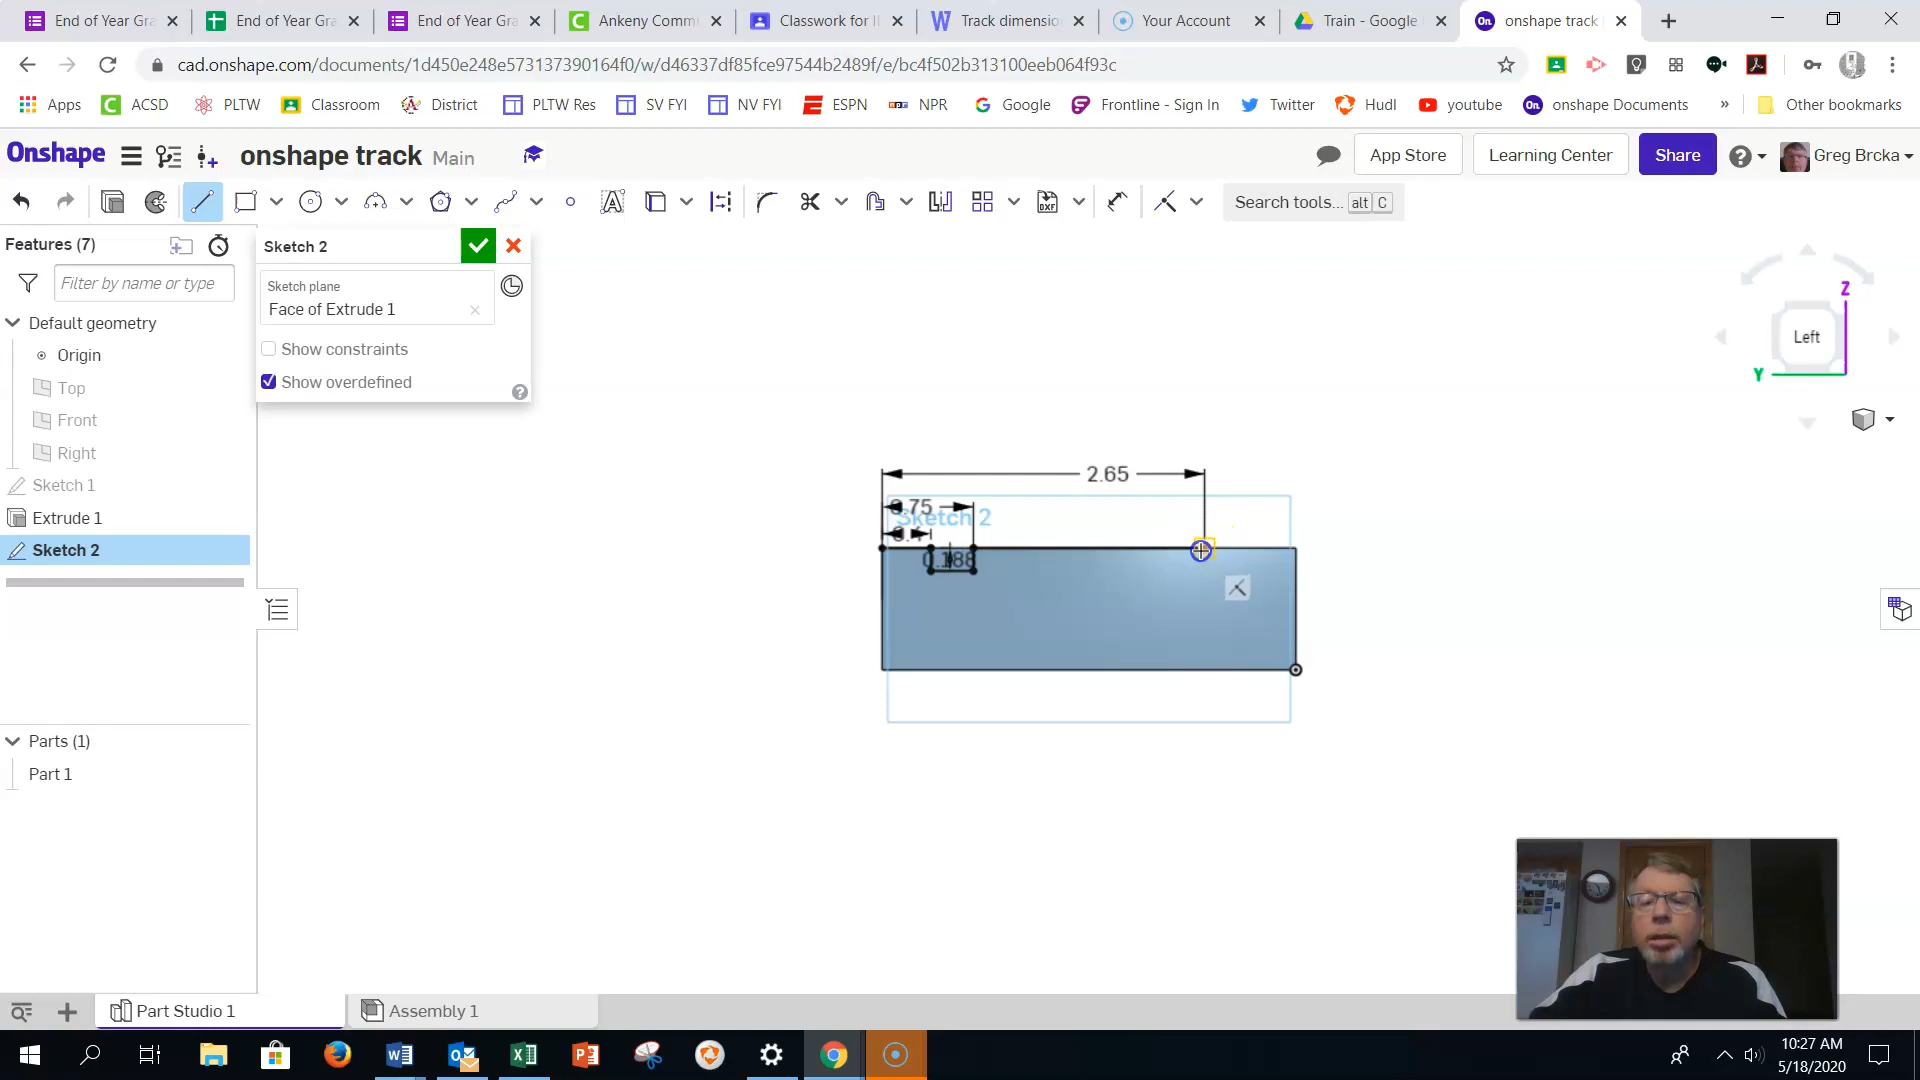 End of Year Gra
End of Year Gra
End of Year Gra
Ankeny Commu
Classwork for II
Track dimensio
Your Account
Train - Google
onshape track
cad.onshape.com/documents/1d450e248e573137390164f0/w/d46337df85fce97544b2489f/e/bc4f502b313100eeb064f93c
Apps ACSD PLTW Classroom District PLTW Res SV FYI NV FYI ESPN NPR Google Frontline - Sign In Twitter Hudl youtube onshape Documents » Other bookmarks
Onshape onshape track Main App Store Learning Center Share Greg Brcka
Search tools... alt C
Features (7)
Sketch 2
Filter by name or type
Sketch plane
Face of Extrude 1
Default geometry
Show constraints
Origin
Show overdefined
Top
Front
Right
Sketch 1
Extrude 1
Sketch 2
Z
Left
Y
2.65
Sketch 2
0.188
Parts (1)
Part 1
Part Studio 1
Assembly 1
10:27 AM
5/18/2020